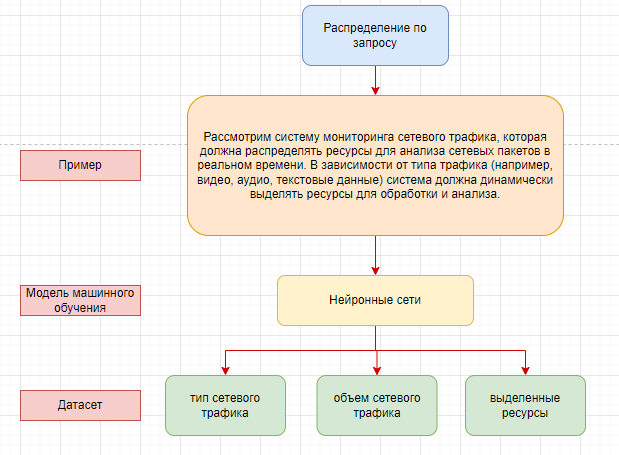 Распределение по
запросу
Рассмотрим систему мониторинга сетевого трафика, которая
должна распределять ресурсы для анализа сетевых пакетов в
реальном времени. В зависимости от типа трафика (например,
видео, аудио, текстовые данные) система должна динамически
выделять ресурсы для обработки и анализа.
Пример
Модель машинного
обучения
Нейронные сети
Датасет
тип сетевого
трафика
объем сетевого
трафика
выделенные
ресурсы